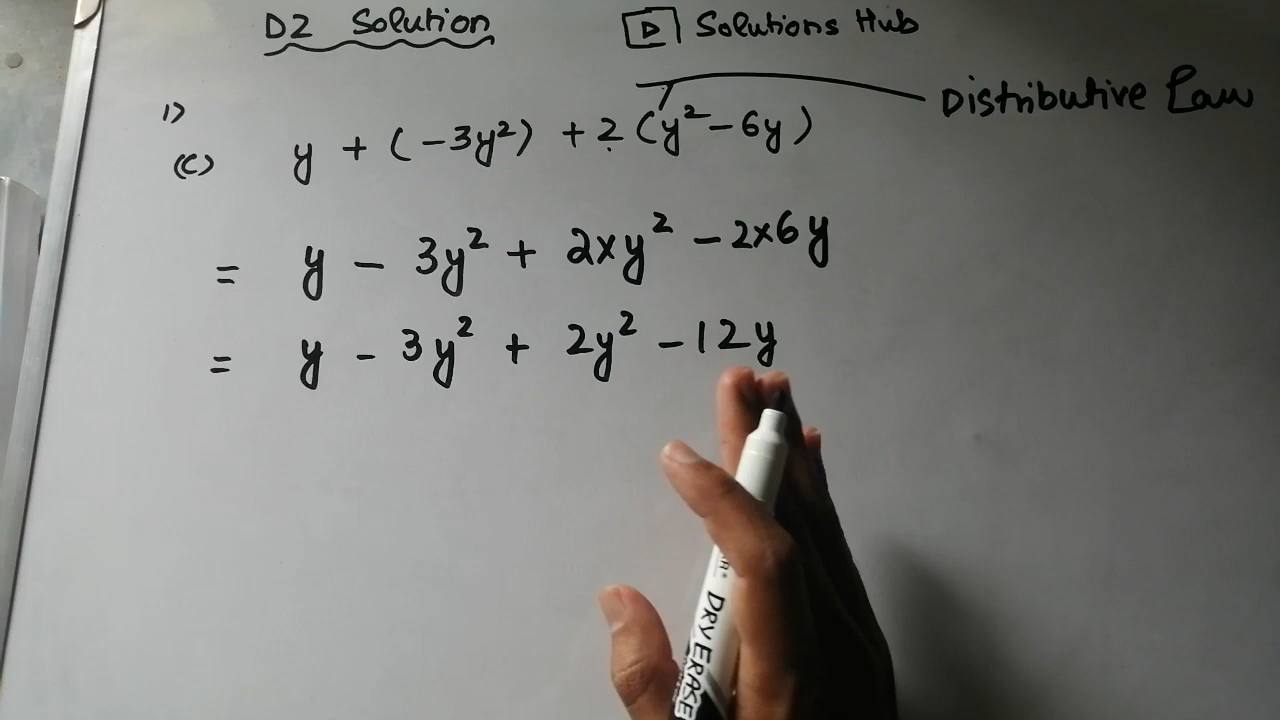 D2 Solution
Solutions Hub
Distributive Law
1)
(c) y + (-3y²) + 2 (y² - 6y)
= y - 3y² + 2xy² - 2x6y
= y - 3y² + 2y² - 12y
DRY ERASE